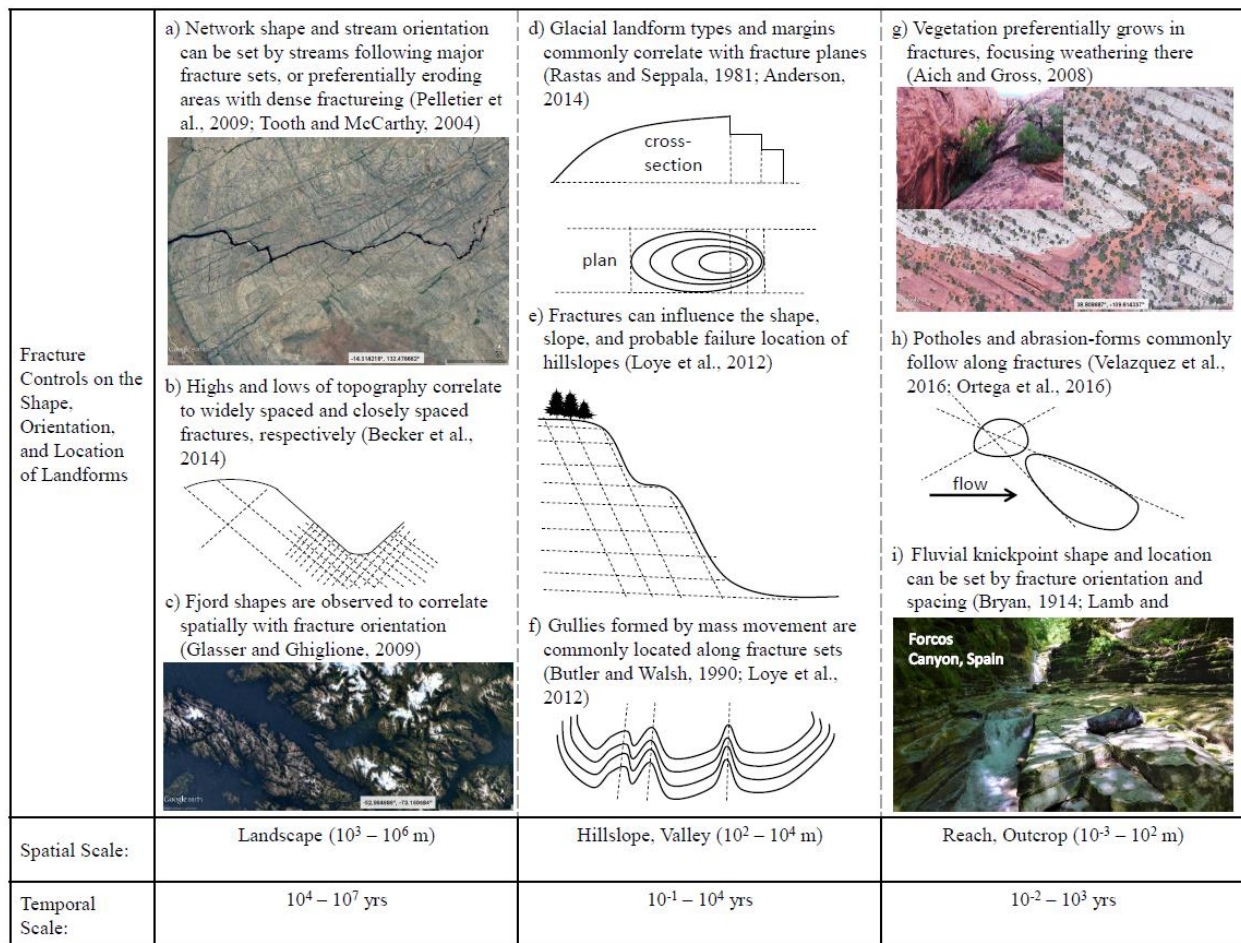 Fracture
Controls on the
Shape,
Orientation,
and Location
of Landforms
a) Network shape and stream orientation
can be set by streams following major
fracture sets, or preferentially eroding
areas with dense fractureing (Pelletier et
al., 2009; Tooth and McCarthy, 2004)
Google earth
b) Highs and lows of topography correlate
to widely spaced and closely spaced
fractures, respectively (Becker et al.,
2014)
c) Fjord shapes are observed to correlate
spatially with fracture orientation
(Glasser and Ghiglione, 2009)
Google earth
d) Glacial landform types and margins
commonly correlate with fracture planes
(Rastas and Seppala, 1981; Anderson,
2014)
cross-
section
plan
e) Fractures can influence the shape,
slope, and probable failure location of
hillslopes (Loye et al., 2012)
f) Gullies formed by mass movement are
commonly located along fracture sets
(Butler and Walsh, 1990; Loye et al.,
2012)
g) Vegetation preferentially grows in
fractures, focusing weathering there
(Aich and Gross, 2008)
h) Potholes and abrasion-forms commonly
follow along fractures (Velazquez et al.,
2016; Ortega et al., 2016)
flow
i) Fluvial knickpoint shape and location
can be set by fracture orientation and
spacing (Bryan, 1914; Lamb and
Forcos
Canyon, Spain
Spatial Scale:
Landscape (10³ – 10⁶ m)
Hillslope, Valley (10² – 10⁴ m)
Reach, Outcrop (10⁻³ – 10² m)
Temporal
Scale:
10⁴ – 10⁷ yrs
10⁻¹ – 10⁴ yrs
10⁻² – 10³ yrs